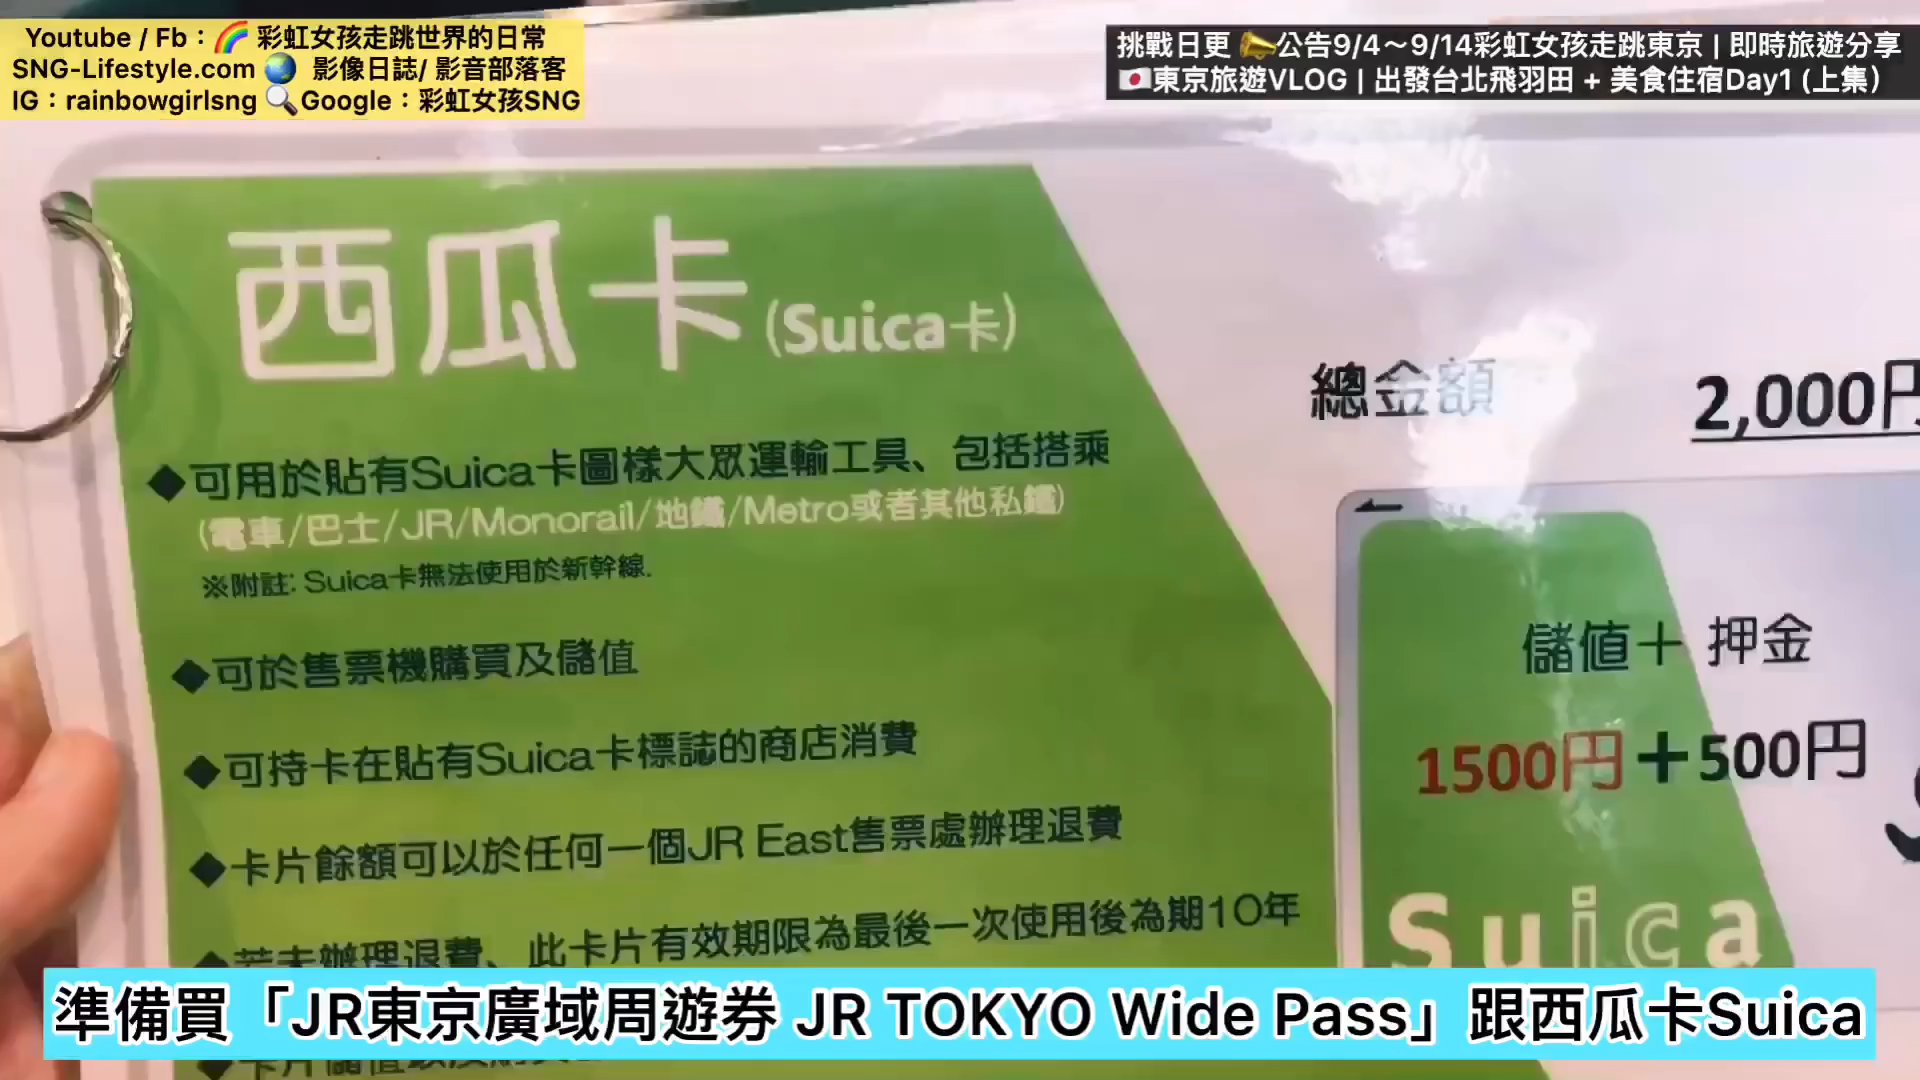 Youtube / Fb：🌈 彩虹女孩走跳世界的日常
SNG-Lifestyle.com 🌏 影像日誌/ 影音部落客
IG：rainbowgirlsng 🔍Google：彩虹女孩SNG
挑戰日更 📣公告9/4～9/14彩虹女孩走跳東京 | 即時旅遊分享
🇯🇵東京旅遊VLOG | 出發台北飛羽田 + 美食住宿Day1 (上集）
西瓜卡(Suica卡)
◆可用於貼有Suica卡圖樣大眾運輸工具、包括搭乘
(電車/巴士/JR/Monorail/地鐵/Metro或者其他私鐵)
※附註: Suica卡無法使用於新幹線.
◆可於售票機購買及儲值
◆可持卡在貼有Suica卡標誌的商店消費
◆卡片餘額可以於任何一個JR East售票處辦理退費
◆若未辦理退費、此卡片有效期限為最後一次使用後為期10年
總金額 2,000円
儲值＋押金
1500円＋500円
Suica
準備買「JR東京廣域周遊券 JR TOKYO Wide Pass」跟西瓜卡Suica